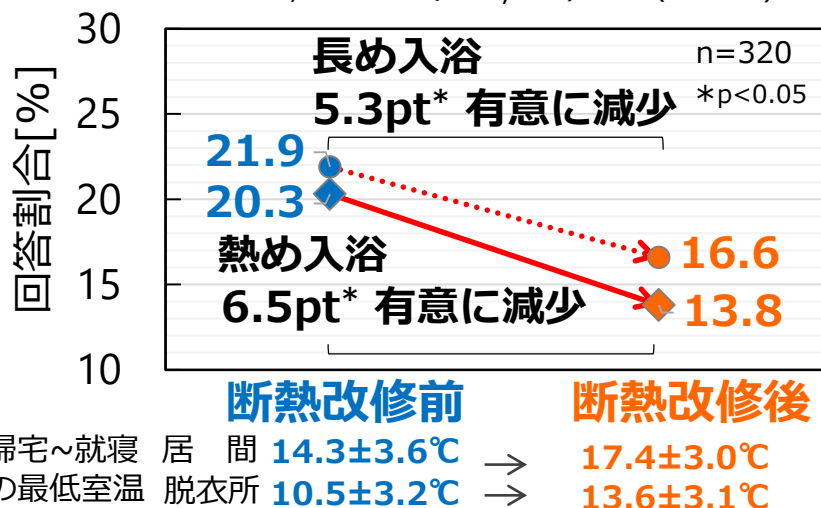 30
長め入浴
n=320
5.3pt* 有意に減少
*p<0.05
25
21.9
20
20.3
熱め入浴
16.6
6.5pt* 有意に減少
15
13.8
10
回答割合[%]
断熱改修前
断熱改修後
帰宅~就寝 居 間 14.3±3.6℃ → 17.4±3.0℃
の最低室温 脱衣所 10.5±3.2℃ → 13.6±3.1℃